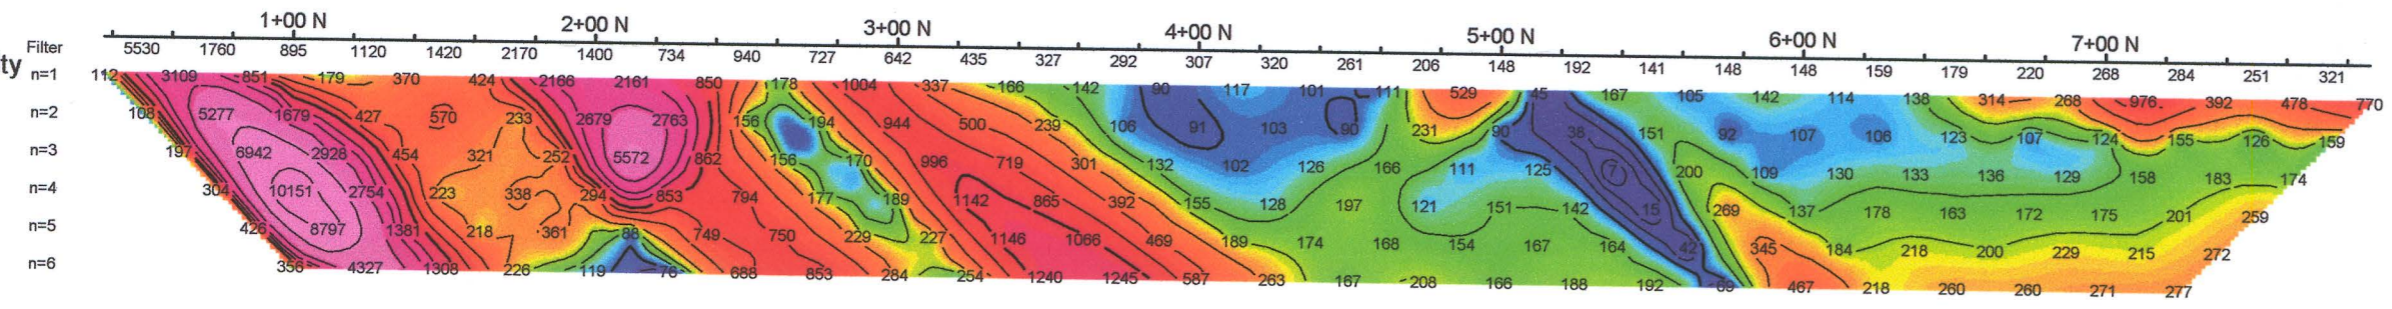 1+00 N 2+00 N 3+00 N 4+00 N 5+00 N 6+00 N 7+00 N
ty
Filter 5530 1760 895 1120 1420 2170 1400 734 940 727 642 435 327 292 307 320 261 206 148 192 141 148 148 159 179 220 268 284 251 321
n=1 112 3109 851 179 370 424 2166 2161 850 178 1004 337 166 142 90 117 101 111 529 45 167 105 142 114 138 314 268 976 392 478 770
n=2 108 5277 1679 427 570 233 2679 2763 156 194 944 500 239 106 91 103 90 231 90 38 151 92 107 106 123 107 124 155 126 159
n=3 197 6942 2928 454 321 252 5572 862 156 170 996 719 301 132 102 126 166 111 125 7 200 109 130 133 136 129 158 183 174
n=4 304 10151 2754 223 338 294 853 794 177 189 1142 865 392 155 128 197 121 151 142 15 269 137 178 163 172 175 201 259
n=5 426 8797 1381 218 361 88 749 750 229 227 1146 1066 469 189 174 168 154 167 164 42 345 184 218 200 229 215 272
n=6 356 4327 1308 226 119 76 688 853 284 254 1240 1245 587 263 167 208 166 188 192 69 467 218 260 260 271 277